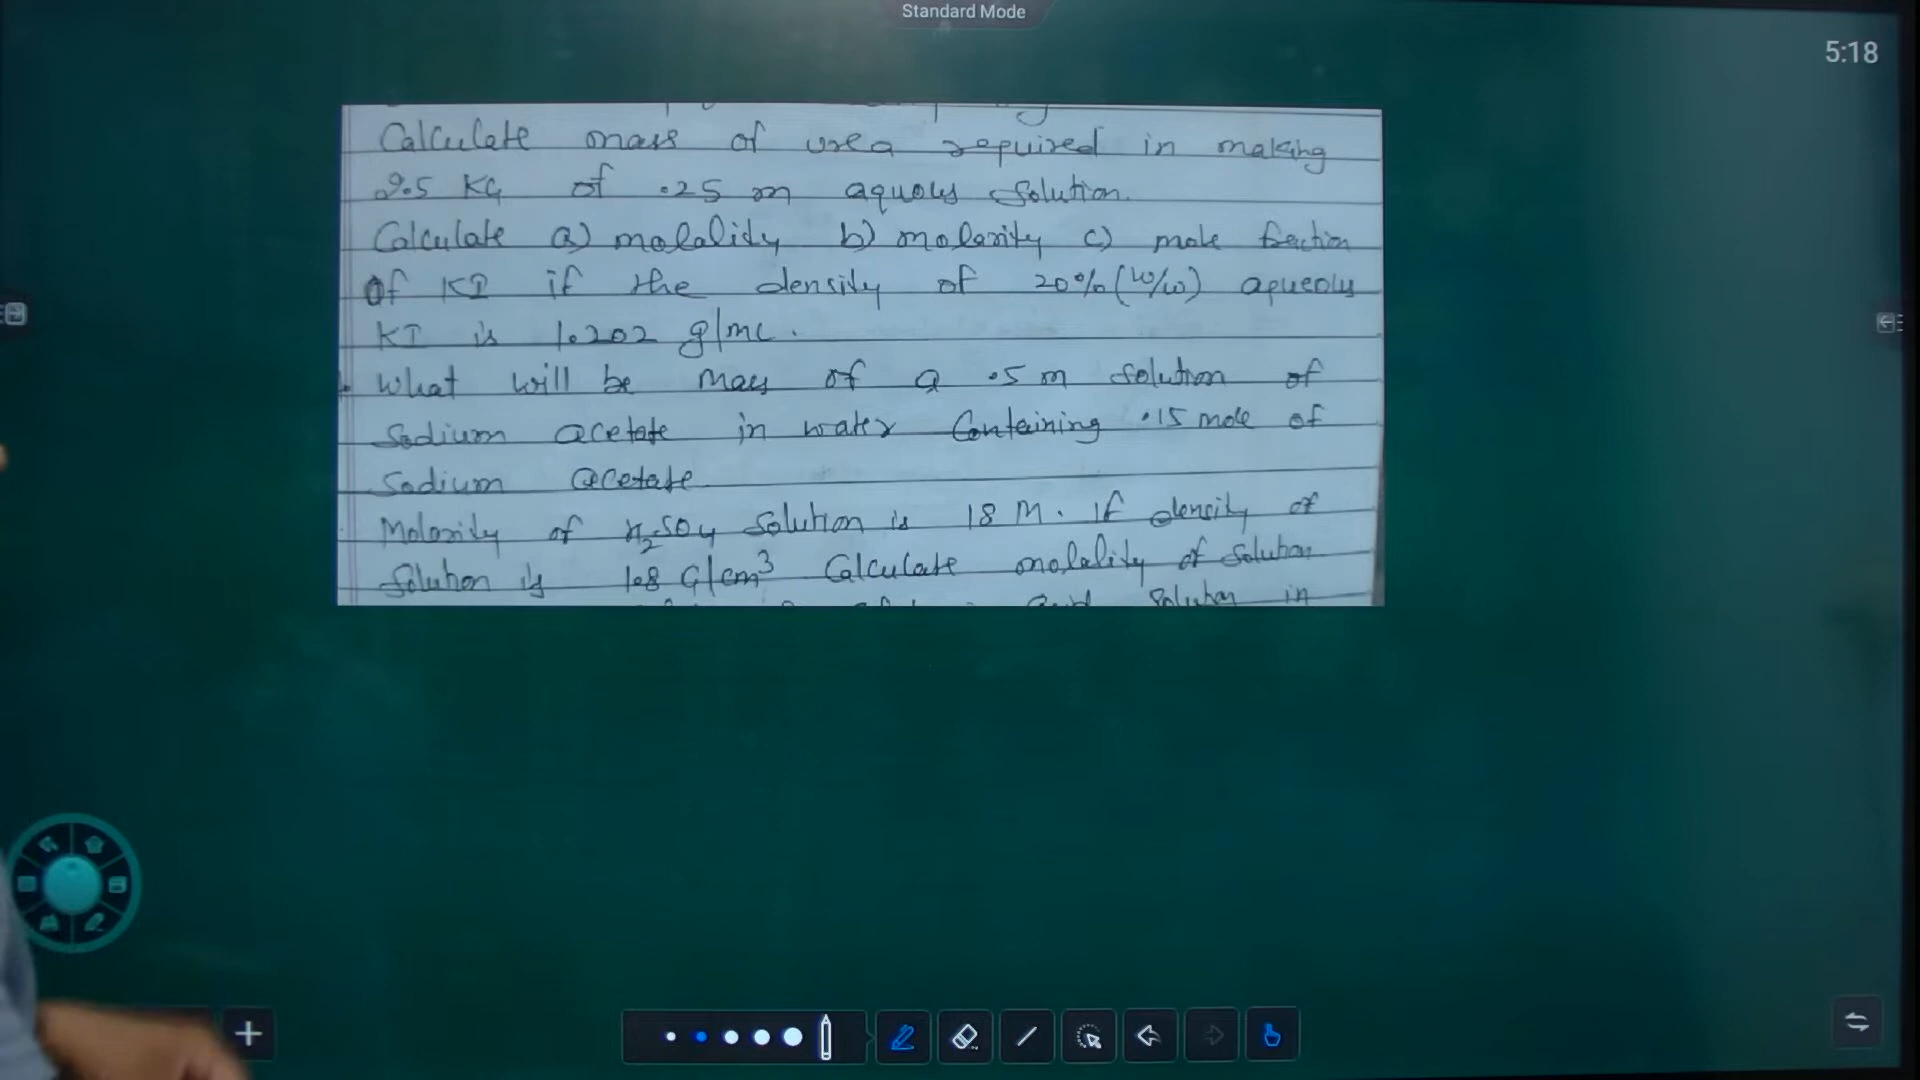 Standard Mode
5:18
Calculate mass of urea required in making
2.5 KG of .25 m aquous solution.
Calculate a) molality b) molarity c) mole fraction
of KI if the density of 20% (w/w) aqueous
KI is 1.202 g/mL.
What will be mass of a .5 m solution of
Sodium acetate in water Containing .15 mole of
Sodium acetate
Molarity of H₂SO₄ Solution is 18 M. If density of
Solution is 1.8 G/cm³ Calculate molality of solution
acid Solution in